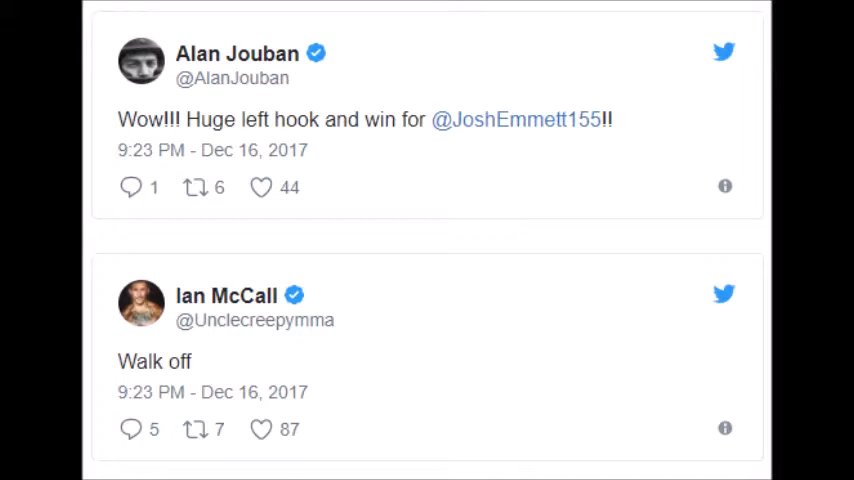 Alan Jouban
@AlanJouban
Wow!!! Huge left hook and win for @JoshEmmett155!!
9:23 PM - Dec 16, 2017
1 6 44
Ian McCall
@Unclecreepymma
Walk off
9:23 PM - Dec 16, 2017
5 7 87